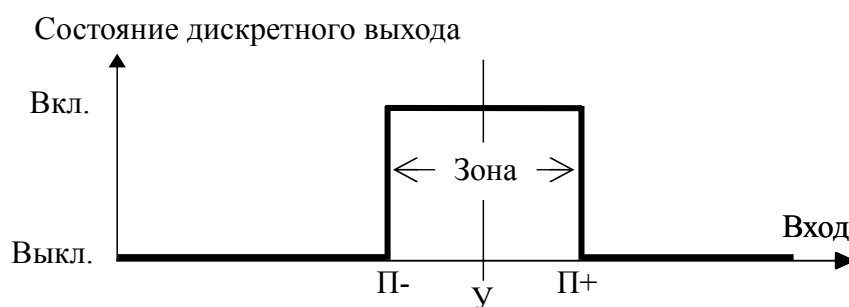 Состояние дискретного выхода
Вкл.
Зона
Вход
Выкл.
П-
У
П+